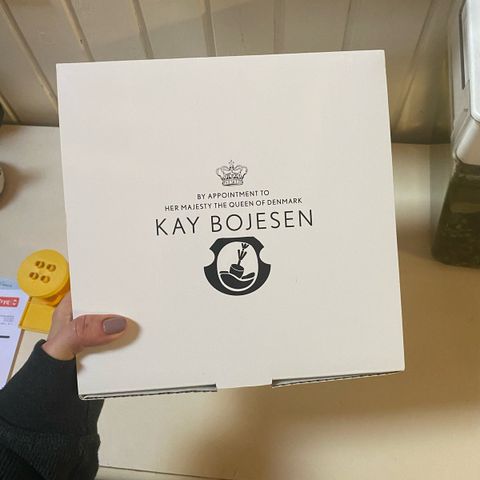 BY APPOINTMENT TO
HER MAJESTY THE QUEEN OF DENMARK
KAY BOJESEN